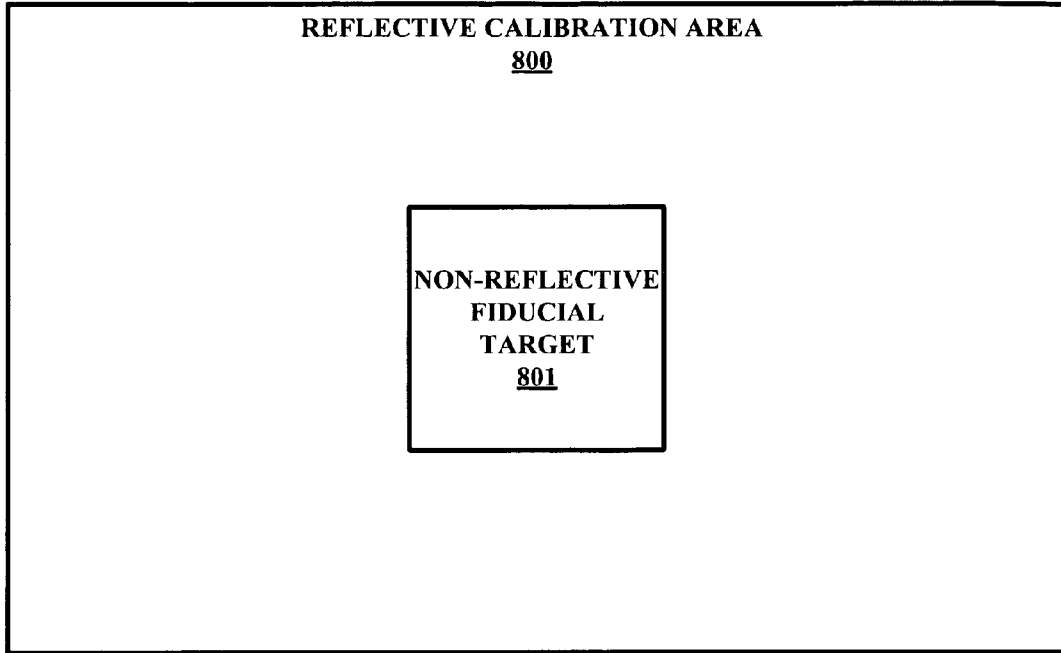 REFLECTIVE CALIBRATION AREA
800
NON-REFLECTIVE
FIDUCIAL
TARGET
801